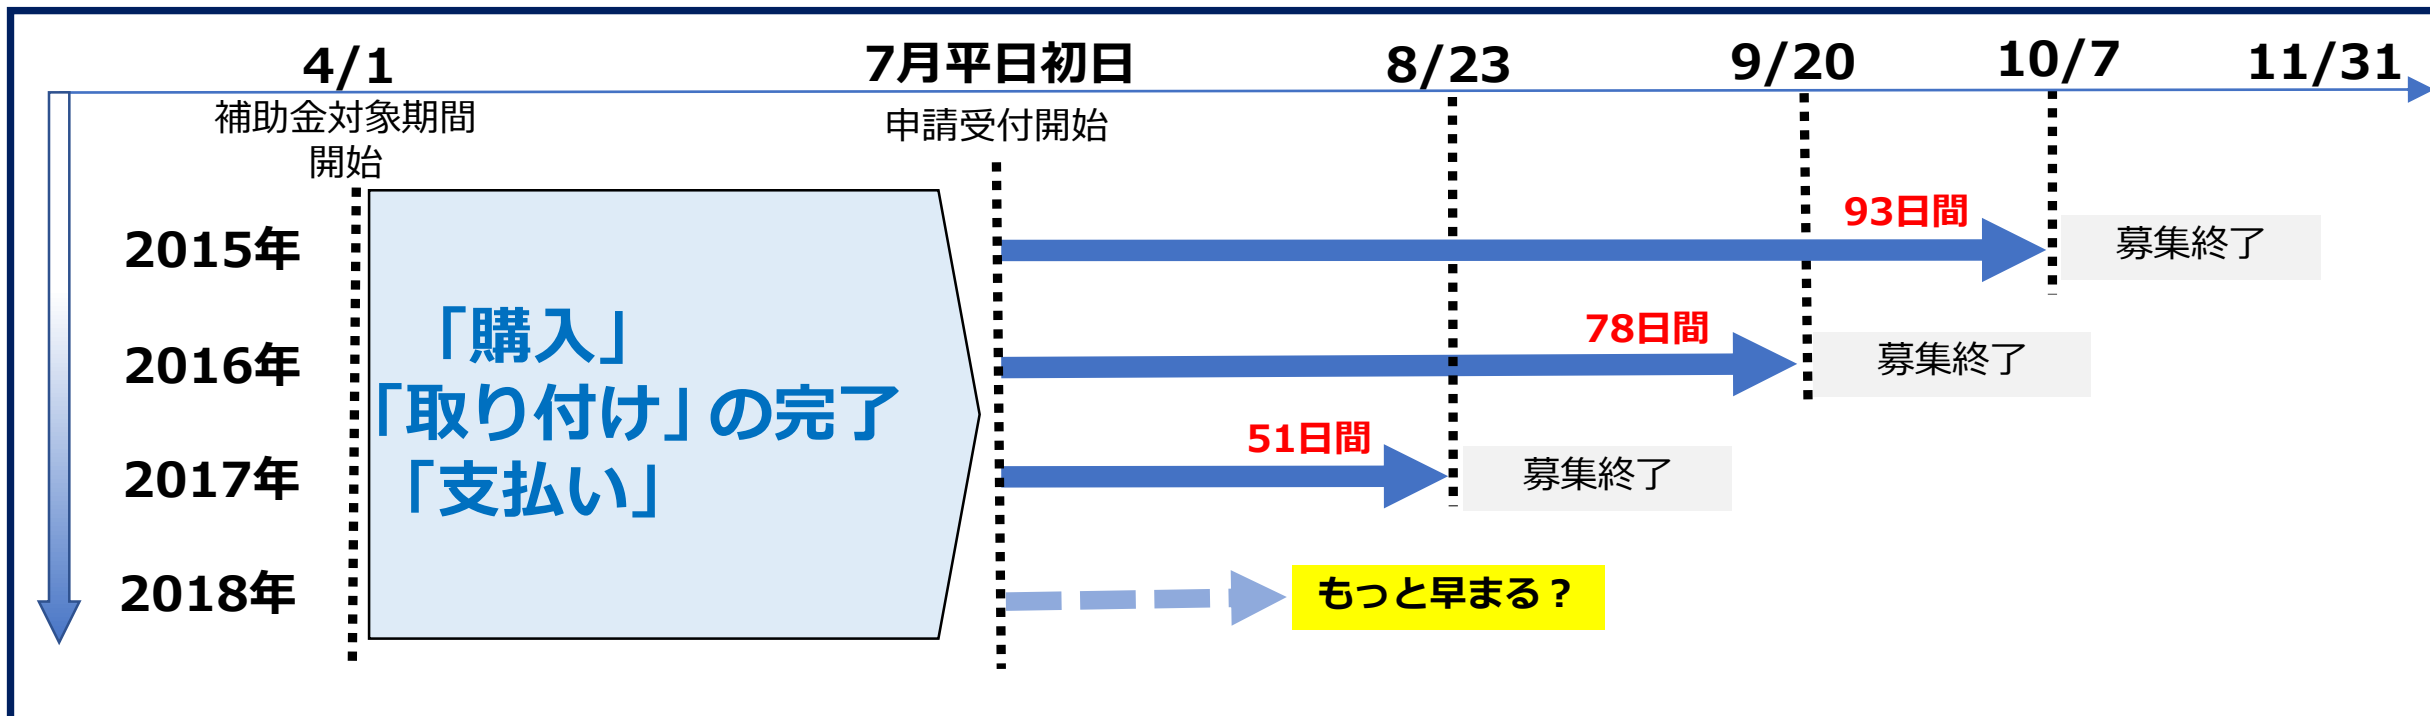 4/1
7月平日初日
8/23
9/20
10/7
11/31
補助金対象期間
開始
申請受付開始
2015年
93日間
募集終了
2016年
78日間
募集終了
2017年
51日間
募集終了
2018年
もっと早まる？
「購入」
「取り付け」の完了
「支払い」